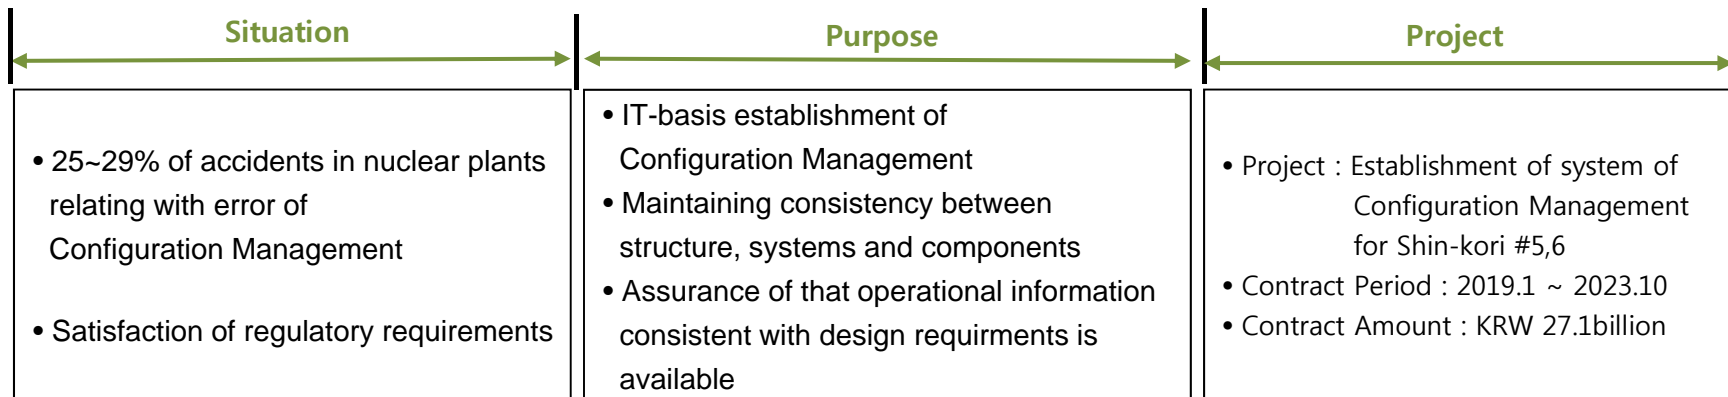 Situation
• 25~29% of accidents in nuclear plants
relating with error of
Configuration Management
• Satisfaction of regulatory requirements
Purpose
• IT-basis establishment of
Configuration Management
• Maintaining consistency between
structure, systems and components
• Assurance of that operational information
consistent with design requirments is
available
Project
• Project : Establishment of system of
Configuration Management
for Shin-kori #5,6
• Contract Period : 2019.1 ~ 2023.10
• Contract Amount : KRW 27.1billion